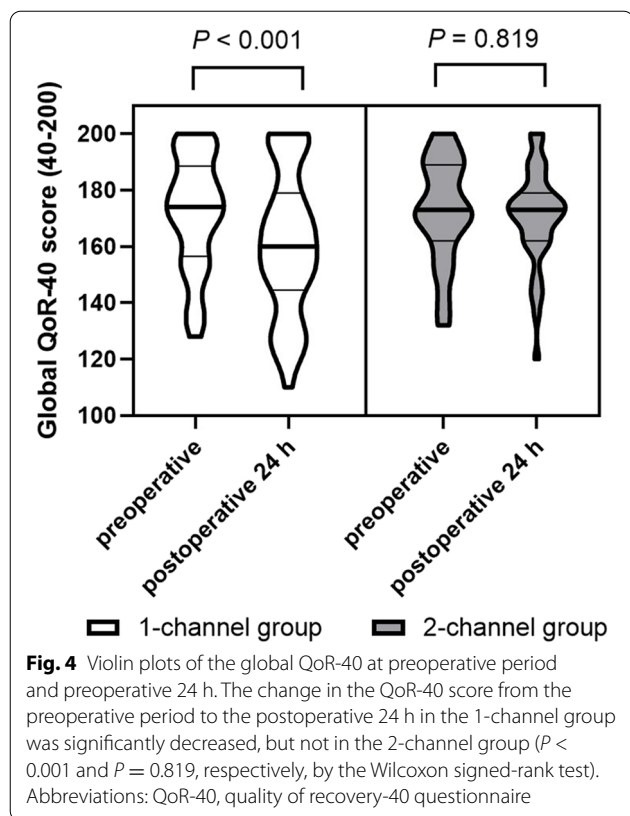 P < 0.001
P = 0.819
Global QoR-40 score (40-200)
200
180
160
140
120
100
preoperative
postoperative 24 h
preoperative
postoperative 24 h
1-channel group
2-channel group
Fig. 4 Violin plots of the global QoR-40 at preoperative period
and preoperative 24 h. The change in the QoR-40 score from the
preoperative period to the postoperative 24 h in the 1-channel group
was significantly decreased, but not in the 2-channel group (P <
0.001 and P = 0.819, respectively, by the Wilcoxon signed-rank test).
Abbreviations: QoR-40, quality of recovery-40 questionnaire